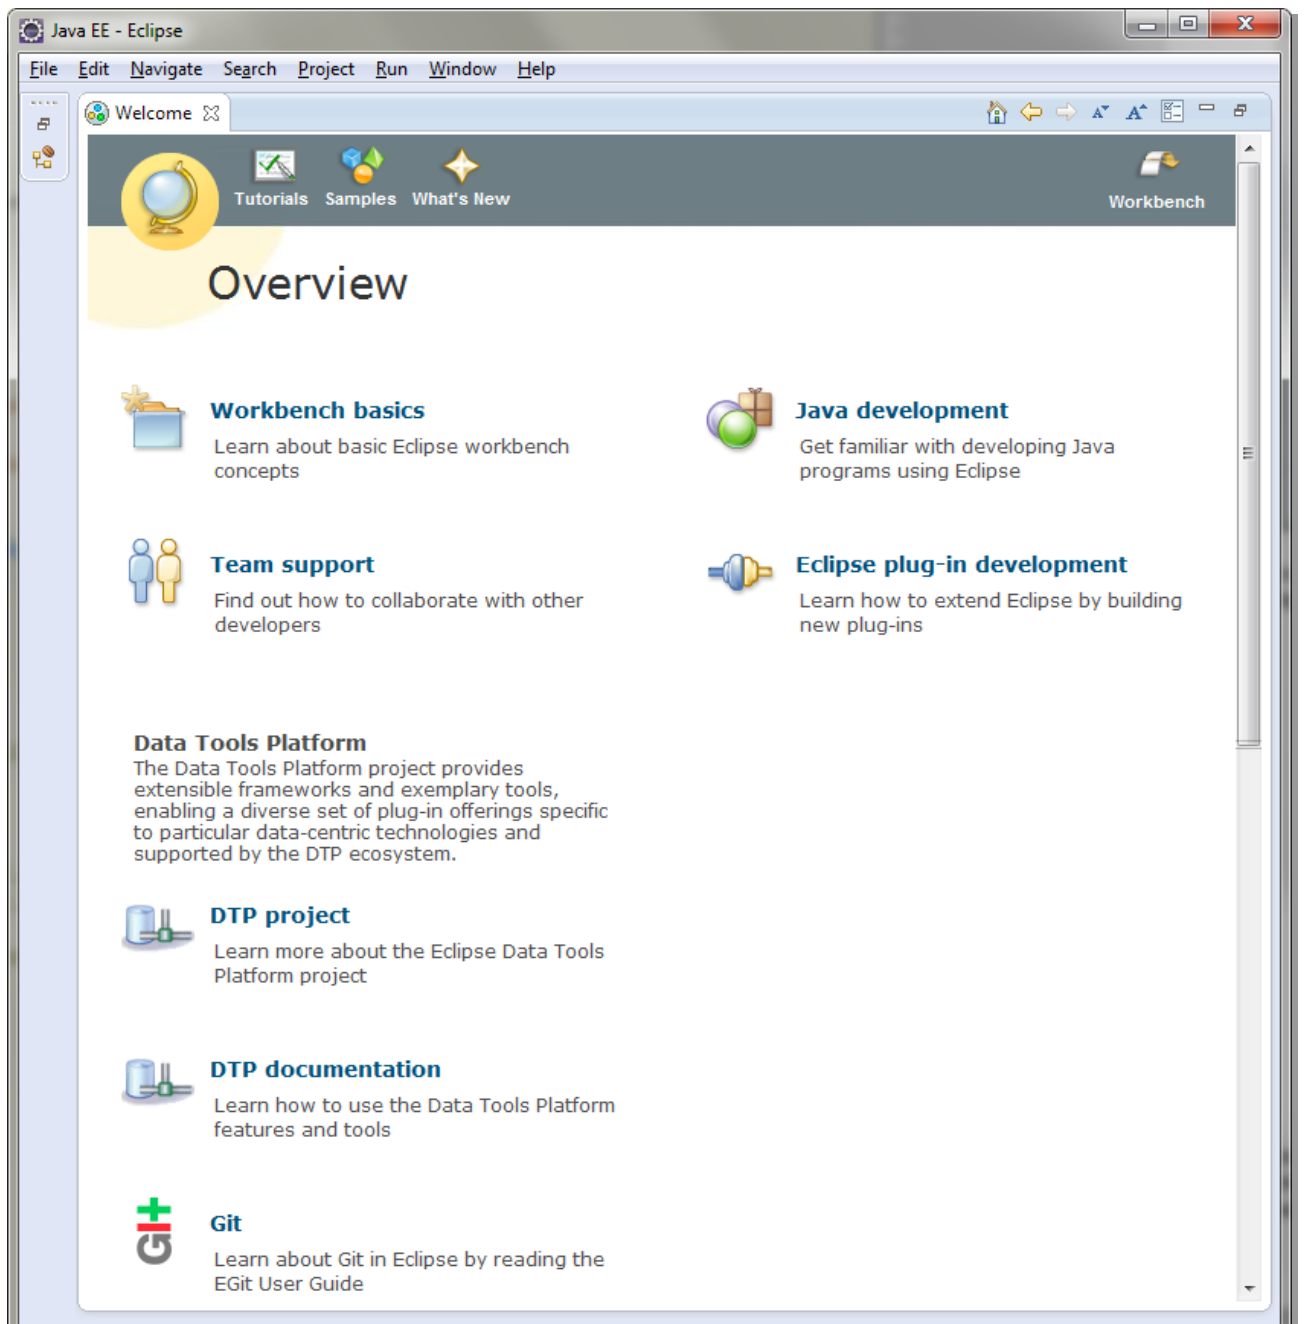 Java EE - Eclipse
File Edit Navigate Search Project Run Window Help
Welcome
Tutorials Samples What's New Workbench
Overview
Workbench basics
Learn about basic Eclipse workbench
concepts
Java development
Get familiar with developing Java
programs using Eclipse
Team support
Find out how to collaborate with other
developers
Eclipse plug-in development
Learn how to extend Eclipse by building
new plug-ins
Data Tools Platform
The Data Tools Platform project provides
extensible frameworks and exemplary tools,
enabling a diverse set of plug-in offerings specific
to particular data-centric technologies and
supported by the DTP ecosystem.
DTP project
Learn more about the Eclipse Data Tools
Platform project
DTP documentation
Learn how to use the Data Tools Platform
features and tools
Git
Git
Learn about Git in Eclipse by reading the
EGit User Guide